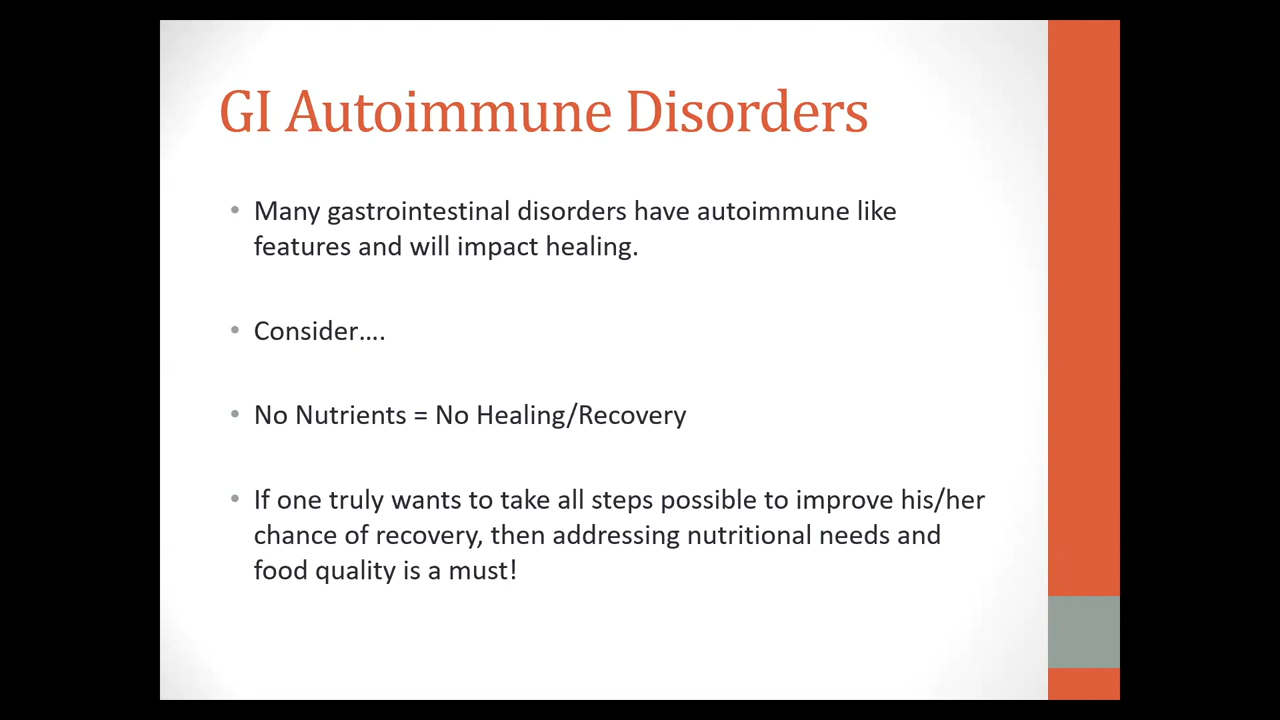 GI Autoimmune Disorders
• Many gastrointestinal disorders have autoimmune like
features and will impact healing.
• Consider....
• No Nutrients = No Healing/Recovery
• If one truly wants to take all steps possible to improve his/her
chance of recovery, then addressing nutritional needs and
food quality is a must!